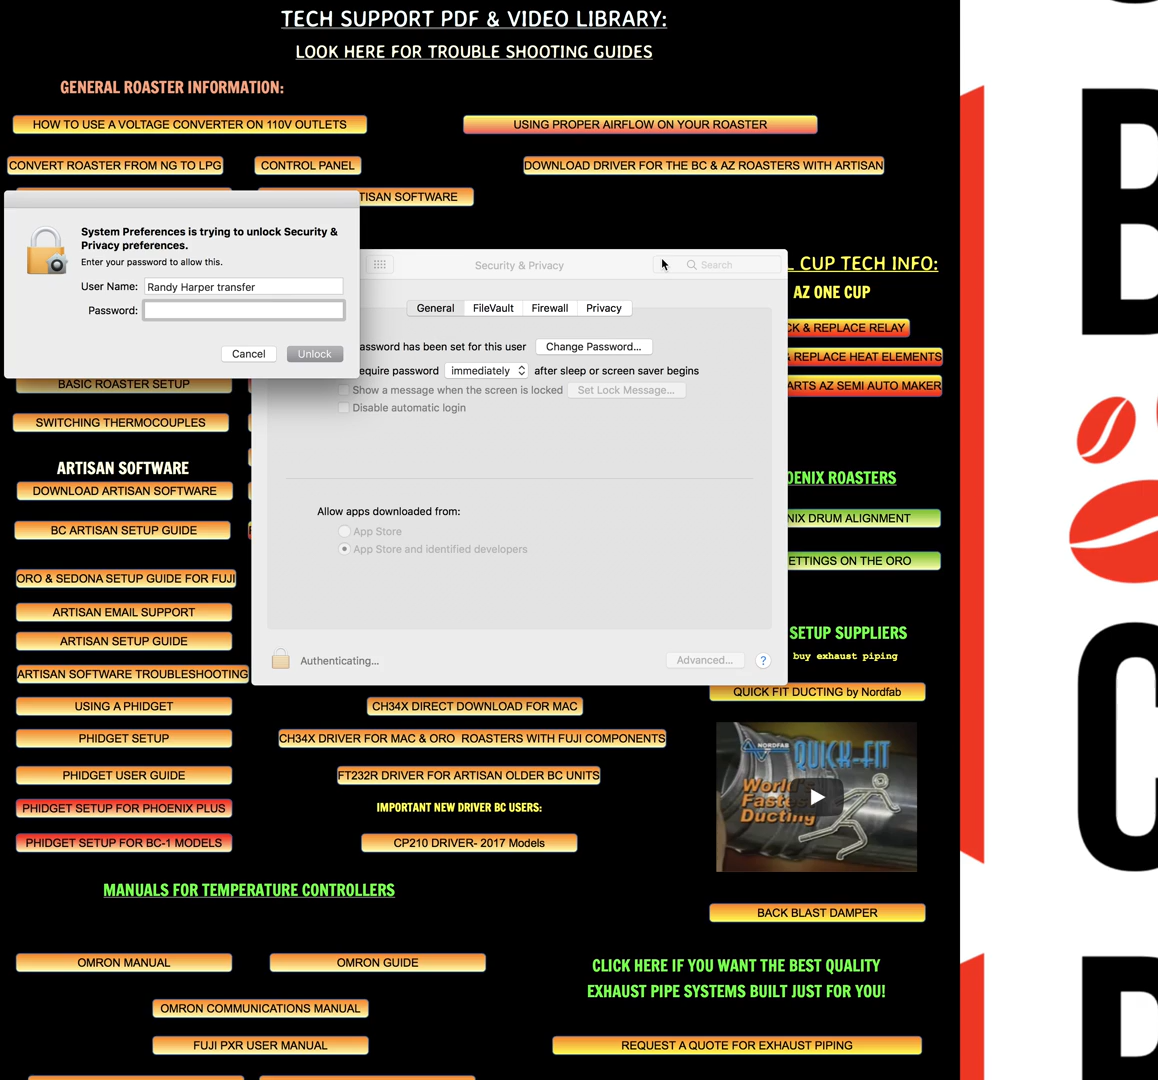 TECH SUPPORT PDF & VIDEO LIBRARY:
LOOK HERE FOR TROUBLE SHOOTING GUIDES
GENERAL ROASTER INFORMATION:
HOW TO USE A VOLTAGE CONVERTER ON 110V OUTLETS
USING PROPER AIRFLOW ON YOUR ROASTER
CONVERT ROASTER FROM NG TO LPG
CONTROL PANEL
DOWNLOAD DRIVER FOR THE BC & AZ ROASTERS WITH ARTISAN
TISAN SOFTWARE
System Preferences is trying to unlock Security &
Privacy preferences.
Enter your password to allow this.
User Name: Randy Harper transfer
Password:
Cancel
Unlock
Security & Privacy
Search
General
FileVault
Firewall
Privacy
assword has been set for this user
Change Password...
equire password
immediately
after sleep or screen saver begins
Show a message when the screen is locked
Set Lock Message...
Disable automatic login
Allow apps downloaded from:
App Store
App Store and identified developers
Authenticating...
Advanced...
?
L CUP TECH INFO:
AZ ONE CUP
CK & REPLACE RELAY
& REPLACE HEAT ELEMENTS
ARTS AZ SEMI AUTO MAKER
BASIC ROASTER SETUP
SWITCHING THERMOCOUPLES
ARTISAN SOFTWARE
DOWNLOAD ARTISAN SOFTWARE
BC ARTISAN SETUP GUIDE
ORO & SEDONA SETUP GUIDE FOR FUJI
ARTISAN EMAIL SUPPORT
ARTISAN SETUP GUIDE
ARTISAN SOFTWARE TROUBLESHOOTING
USING A PHIDGET
PHIDGET SETUP
PHIDGET USER GUIDE
PHIDGET SETUP FOR PHOENIX PLUS
PHIDGET SETUP FOR BC-1 MODELS
OENIX ROASTERS
NIX DRUM ALIGNMENT
ETTINGS ON THE ORO
SETUP SUPPLIERS
buy exhaust piping
QUICK FIT DUCTING by Nordfab
CH34X DIRECT DOWNLOAD FOR MAC
CH34X DRIVER FOR MAC & ORO ROASTERS WITH FUJI COMPONENTS
FT232R DRIVER FOR ARTISAN OLDER BC UNITS
IMPORTANT NEW DRIVER BC USERS:
CP210 DRIVER- 2017 Models
NORDFAB
QUICK-FIT
World's
Fastest
Ducting
BACK BLAST DAMPER
MANUALS FOR TEMPERATURE CONTROLLERS
OMRON MANUAL
OMRON GUIDE
OMRON COMMUNICATIONS MANUAL
FUJI PXR USER MANUAL
CLICK HERE IF YOU WANT THE BEST QUALITY
EXHAUST PIPE SYSTEMS BUILT JUST FOR YOU!
REQUEST A QUOTE FOR EXHAUST PIPING
B
C